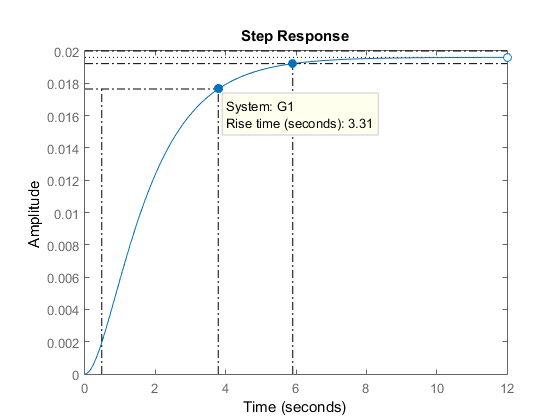 Step Response
0.02
0.018
0.016
0.014
0.012
0.01
0.008
0.006
0.004
0.002
0
Amplitude
System: G1
Rise time (seconds): 3.31
0 2 4 6 8 10 12
Time (seconds)